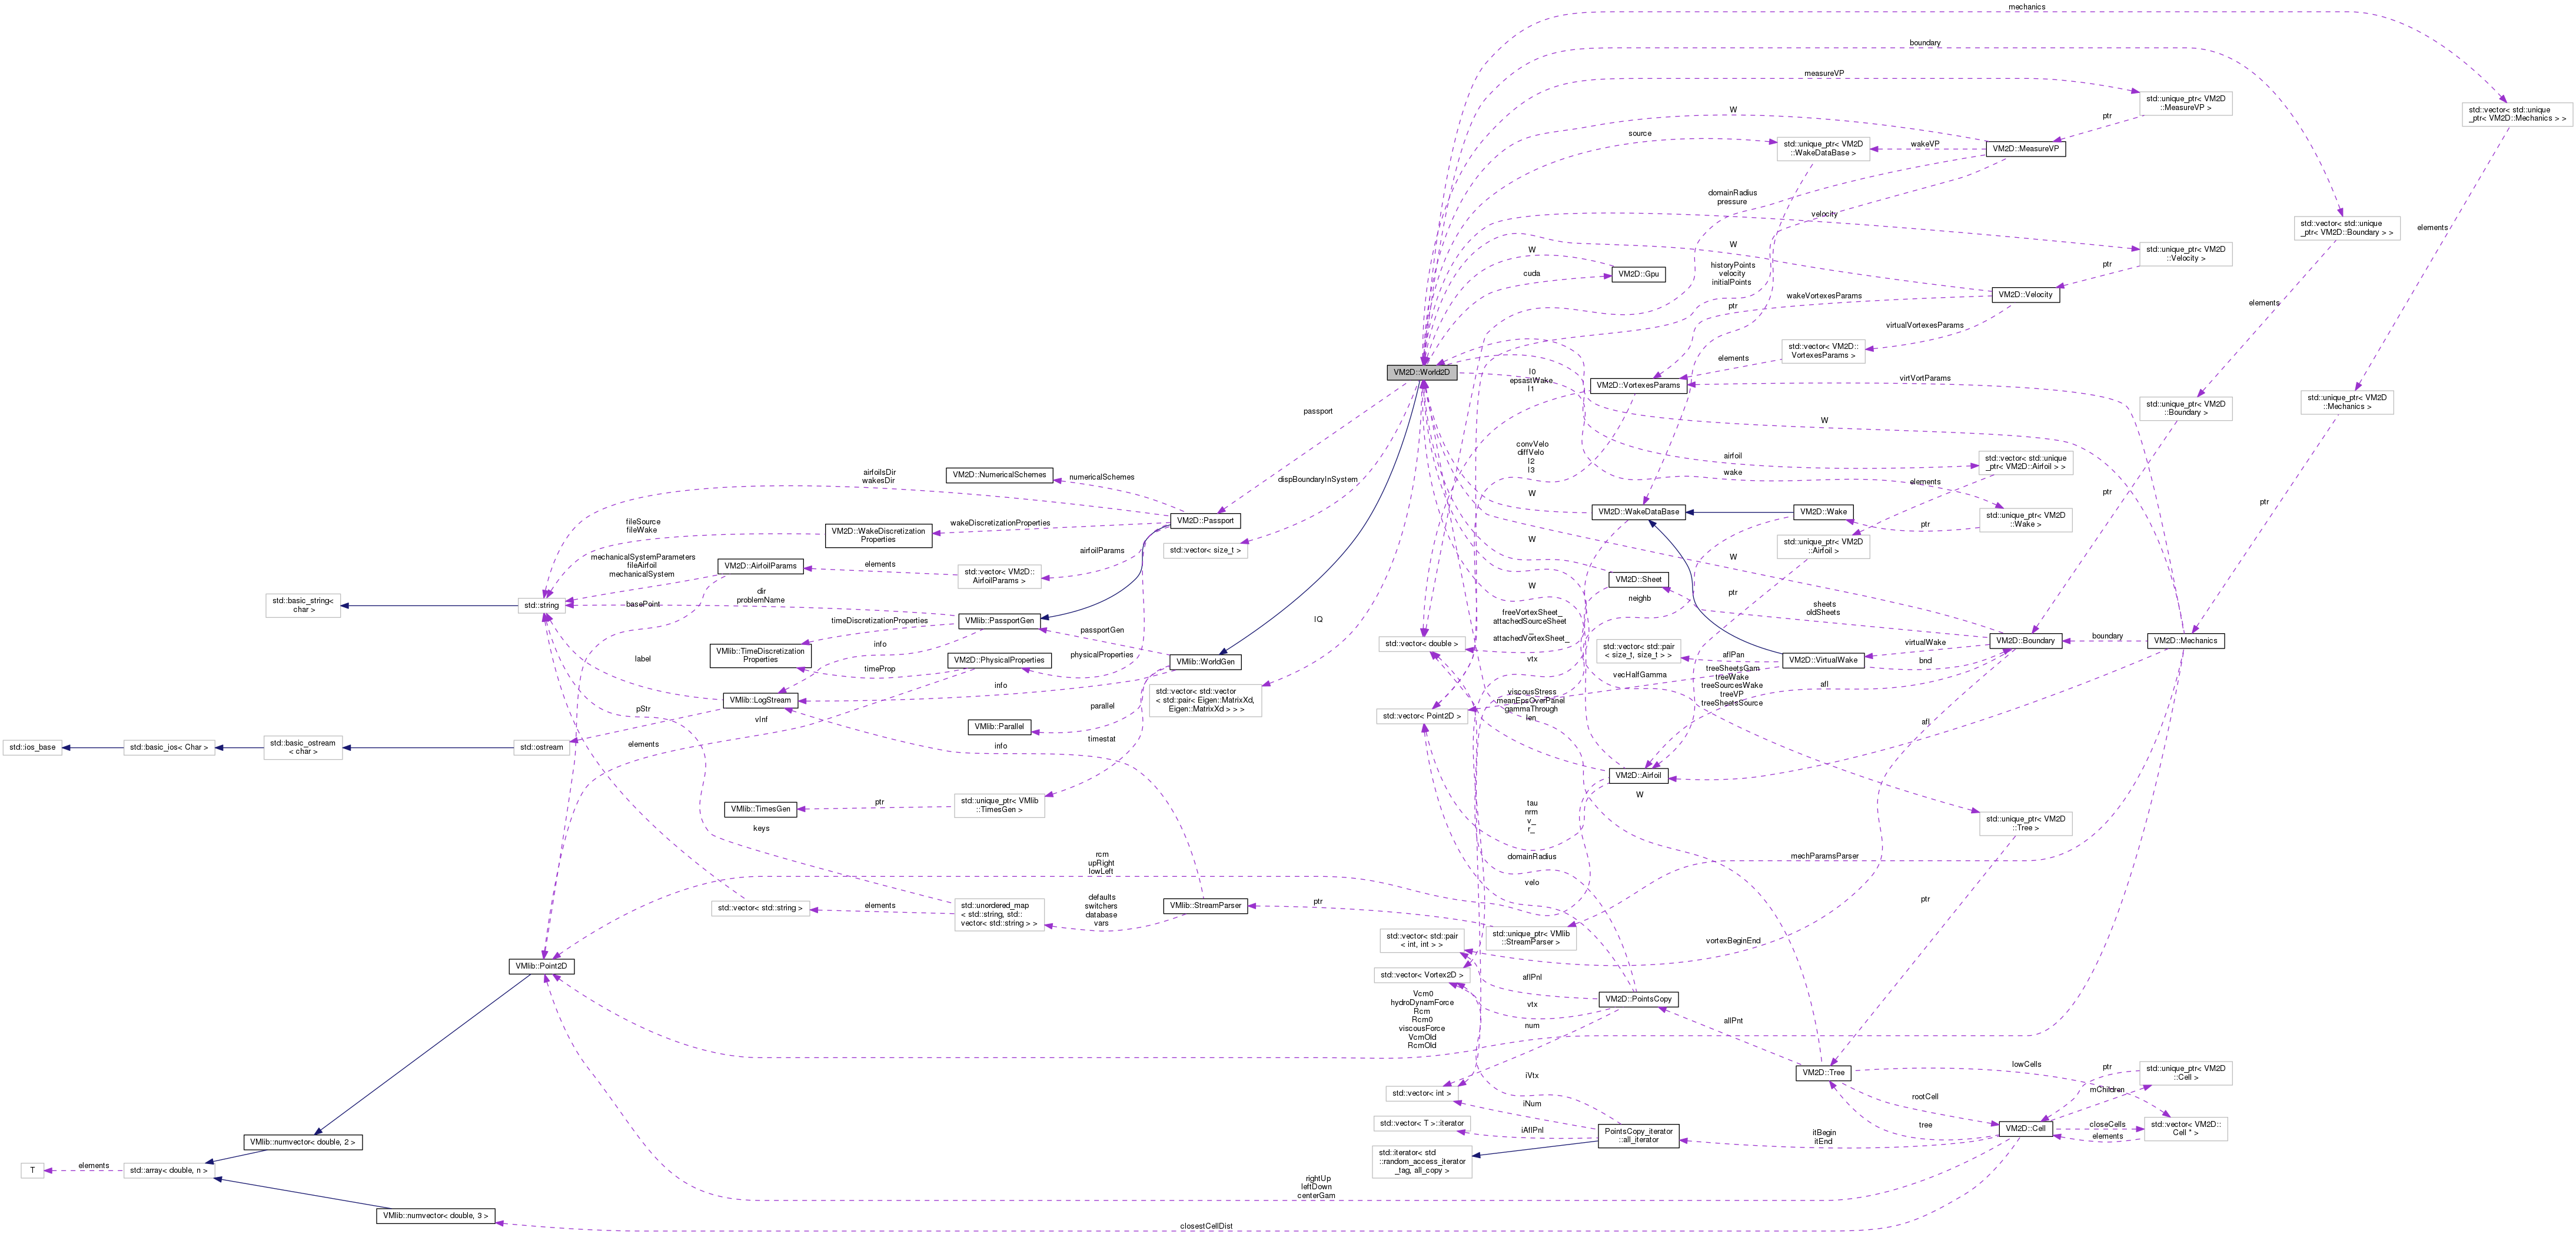 mechanics
boundary
measureVP
std::unique_ptr< VM2D
::MeasureVP >
std::vector< std::unique
_ptr< VM2D::Mechanics > >
W
ptr
source
std::unique_ptr< VM2D
::WakeDataBase >
wakeVP
VM2D::MeasureVP
domainRadius
pressure
velocity
std::vector< std::unique
_ptr< VM2D::Boundary > >
elements
W
std::unique_ptr< VM2D
::Velocity >
W
historyPoints
velocity
initialPoints
ptr
cuda
VM2D::Gpu
wakeVortexesParams
VM2D::Velocity
elements
ptr
virtualVortexesParams
std::vector< VM2D::
VortexesParams >
elements
VM2D::World2D
l0
epsastWake
l1
VM2D::VortexesParams
virtVortParams
std::unique_ptr< VM2D
::Mechanics >
std::unique_ptr< VM2D
::Boundary >
passport
W
convVelo
diffVelo
I2
I3
airfoil
std::vector< std::unique
_ptr< VM2D::Airfoil > >
airfoilsDir
wakesDir
VM2D::NumericalSchemes
numericalSchemes
dispBoundaryInSystem
wake
elements
ptr
W
ptr
VM2D::Passport
VM2D::WakeDataBase
VM2D::Wake
std::unique_ptr< VM2D
::Wake >
ptr
fileSource
fileWake
VM2D::WakeDiscretization
Properties
wakeDiscretizationProperties
std::vector< size_t >
W
std::unique_ptr< VM2D
::Airfoil >
mechanicalSystemParameters
fileAirfoil
mechanicalSystem
VM2D::AirfoilParams
elements
airfoilParams
std::vector< VM2D::
AirfoilParams >
W
VM2D::Sheet
W
ptr
neighb
sheets
oldSheets
std::basic_string<
char >
std::string
basePoint
dir
problemName
VMlib::PassportGen
timeDiscretizationProperties
passportGen
IQ
freeVortexSheet_
attachedSourceSheet
_
attachedVortexSheet_
std::vector< double >
VM2D::Boundary
boundary
VM2D::Mechanics
virtualWake
info
VMlib::TimeDiscretization
Properties
timeProp
VM2D::PhysicalProperties
physicalProperties
VMlib::WorldGen
vtx
std::vector< std::pair
< size_t, size_t > >
aflPan
VM2D::VirtualWake
bnd
label
info
vecHalfGamma
treeSheetsGam
treeWake
treeSourcesWake
treeVP
treeSheetsSource
afl
VMlib::LogStream
std::vector< std::vector
< std::pair< Eigen::MatrixXd,
Eigen::MatrixXd > > >
viscousStress
meanEpsOverPanel
gammaThrough
len_
pStr
vInf
parallel
VMlib::Parallel
std::vector< Point2D >
afl
std::ios_base
std::basic_ios< Char >
std::basic_ostream
< char >
std::ostream
elements
info
timestat
VM2D::Airfoil
W
VMlib::TimesGen
ptr
std::unique_ptr< VMlib
::TimesGen >
tau
nrm
v_
r_
std::unique_ptr< VM2D
::Tree >
keys
rcm
upRight
lowLeft
domainRadius
mechParamsParser
velo
std::vector< std::string >
elements
std::unordered_map
< std::string, std::
vector< std::string > >
defaults
switchers
database
vars
VMlib::StreamParser
ptr
ptr
std::unique_ptr< VMlib
::StreamParser >
std::vector< std::pair
< int, int > >
vortexBeginEnd
VMlib::Point2D
std::vector< Vortex2D >
aflPnl
VM2D::PointsCopy
vtx
num
Vcm0
hydroDynamForce
Rcm
Rcm0
viscousForce
VcmOld
RcmOld
allPnt
VM2D::Tree
lowCells
ptr
std::unique_ptr< VM2D
::Cell >
mChildren
iVtx
std::vector< int >
iNum
rootCell
std::vector< T >::iterator
iAflPnl
PointsCopy_iterator
::all_iterator
tree
VM2D::Cell
closeCells
elements
std::vector< VM2D::
Cell * >
itBegin
itEnd
VMlib::numvector< double, 2 >
std::iterator< std
::random_access_iterator
_tag, all_copy >
T
elements
std::array< double, n >
rightUp
leftDown
centerGam
VMlib::numvector< double, 3 >
closestCellDist